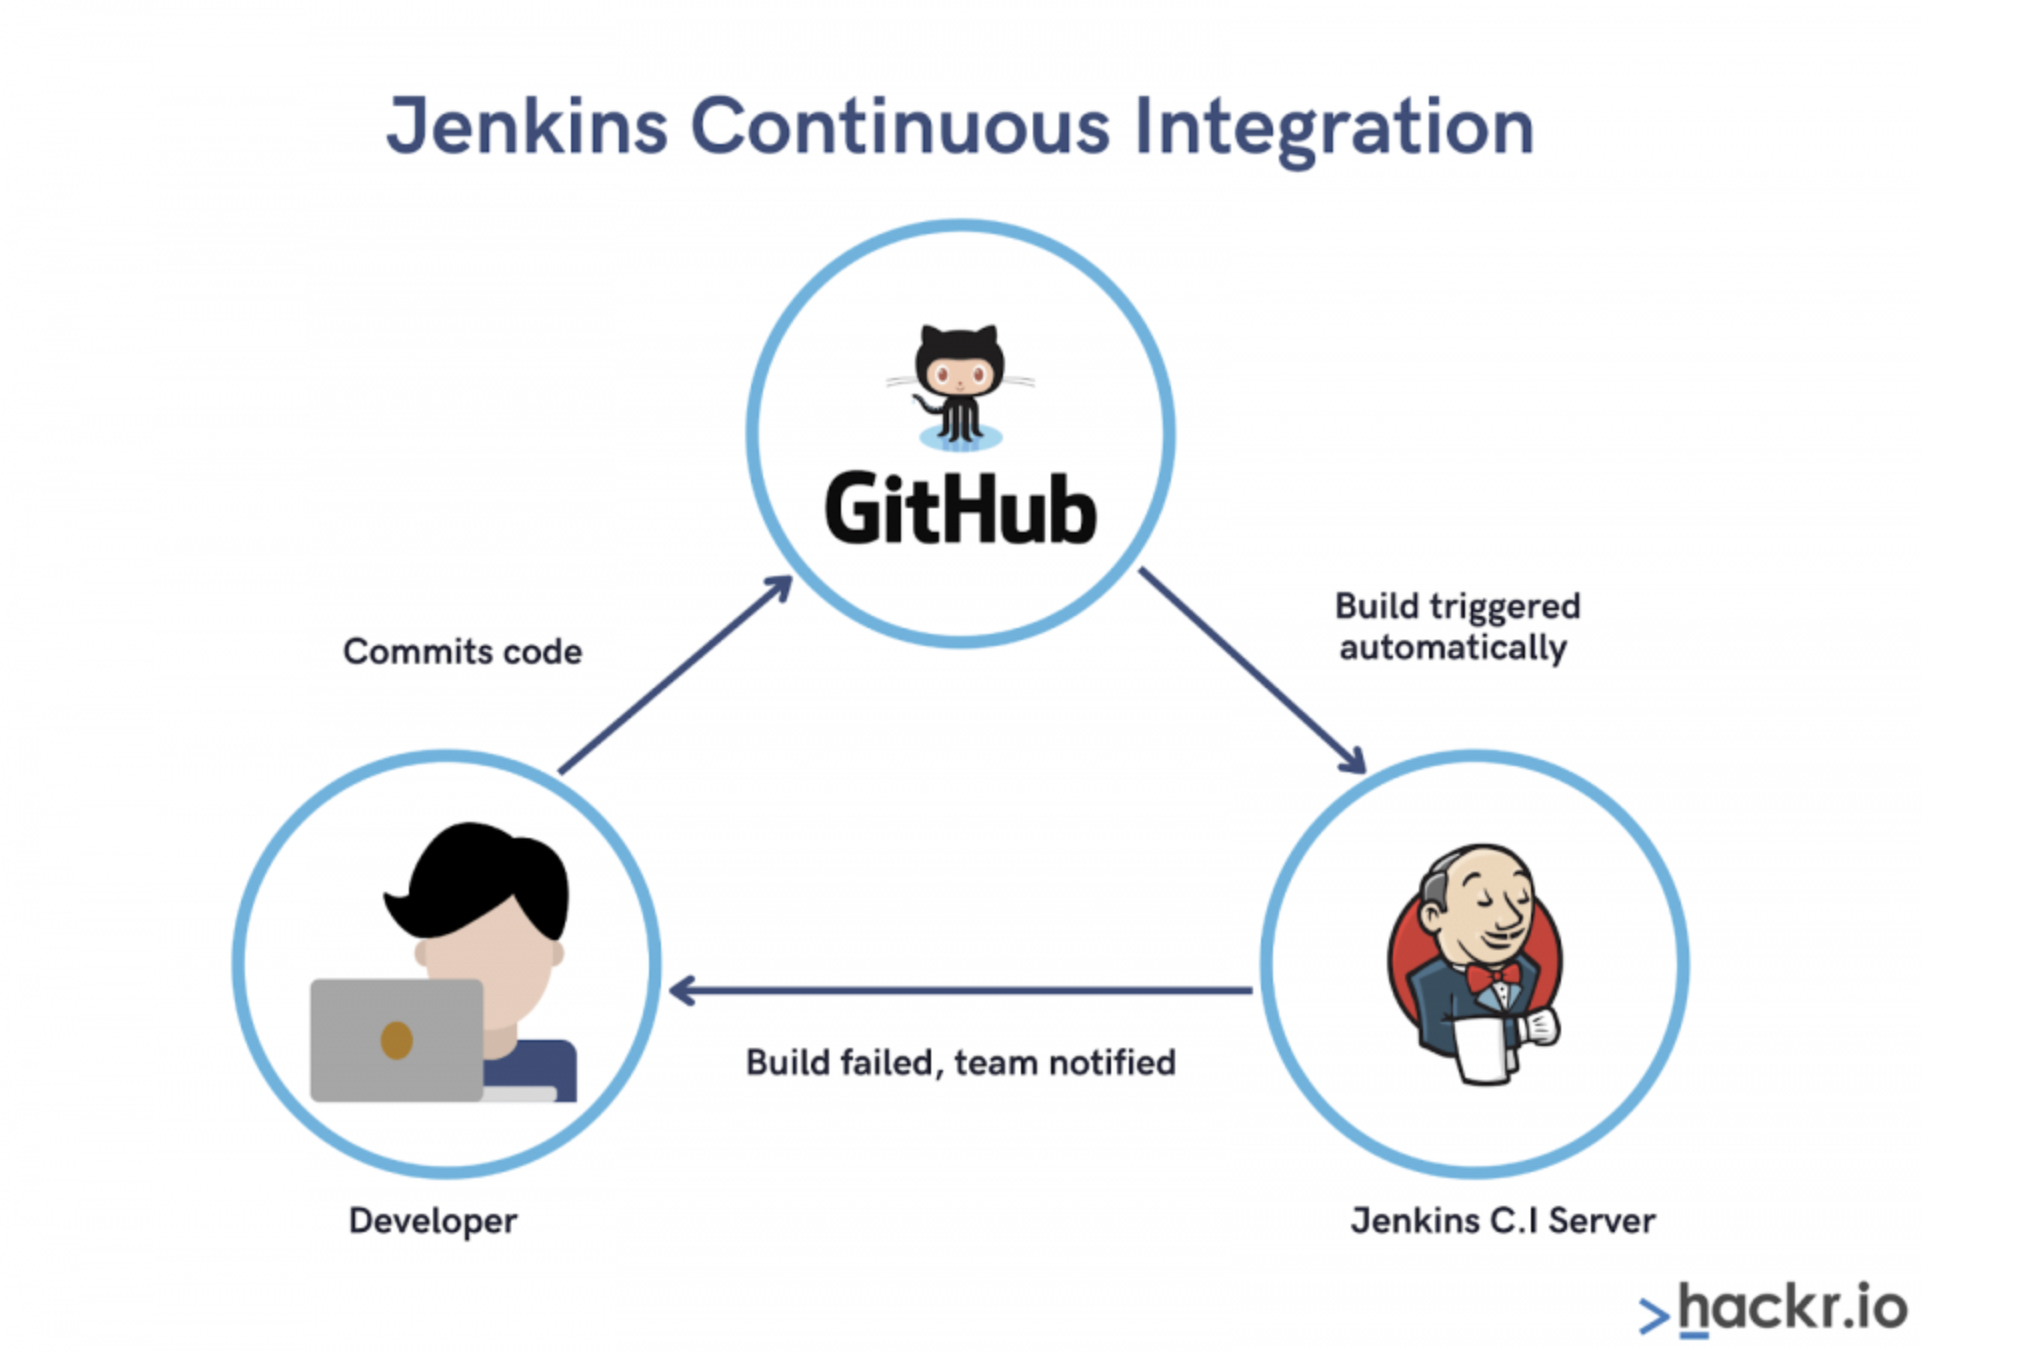 Jenkins Continuous Integration
GitHub
Commits code
Build triggered
automatically
Build failed, team notified
Developer
Jenkins C.I Server
>hackr.io